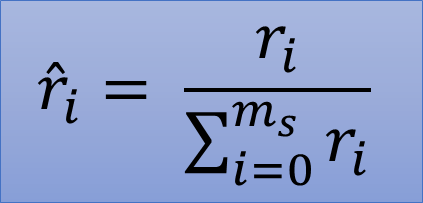 r̂ᵢ = rᵢ / ∑ᵢ₌₀^{mₛ} rᵢ